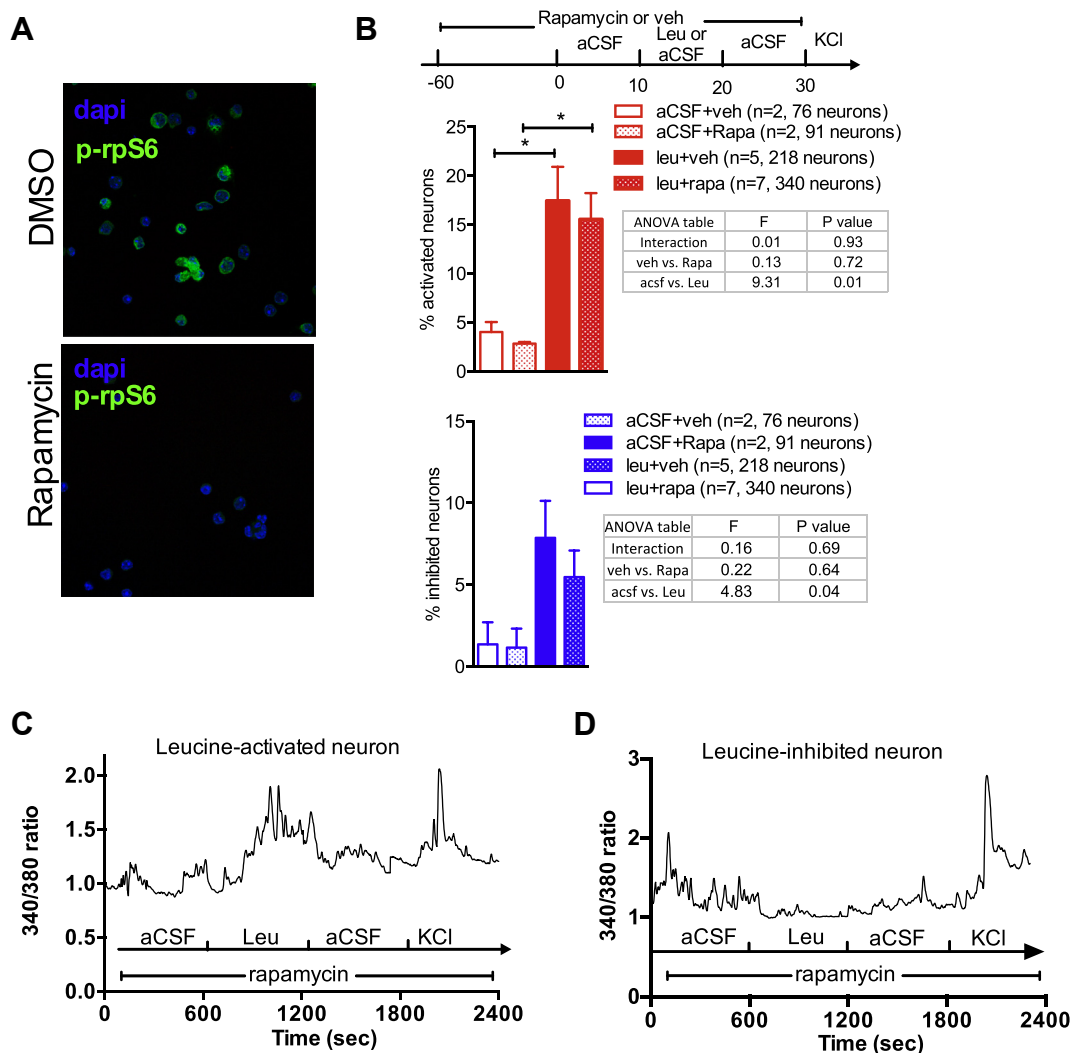 A
dapi
p-rpS6
DMSO
dapi
p-rpS6
Rapamycin
B
Rapamycin or veh
aCSF
Leu or
aCSF
aCSF
KCl
-60
0
10
20
30
aCSF+veh (n=2, 76 neurons)
aCSF+Rapa (n=2, 91 neurons)
leu+veh (n=5, 218 neurons)
leu+rapa (n=7, 340 neurons)
% activated neurons
25
20
15
10
5
0
*
*
ANOVA table F P value
Interaction 0.01 0.93
veh vs. Rapa 0.13 0.72
acsf vs. Leu 9.31 0.01
% inhibited neurons
15
10
5
0
aCSF+veh (n=2, 76 neurons)
aCSF+Rapa (n=2, 91 neurons)
leu+veh (n=5, 218 neurons)
leu+rapa (n=7, 340 neurons)
ANOVA table F P value
Interaction 0.16 0.69
veh vs. Rapa 0.22 0.64
acsf vs. Leu 4.83 0.04
C
Leucine-activated neuron
340/380 ratio
2.0
1.5
1.0
0.5
0.0
aCSF Leu aCSF KCl
rapamycin
0 600 1200 1800 2400
Time (sec)
D
Leucine-inhibited neuron
340/380 ratio
3
2
1
0
aCSF Leu aCSF KCl
rapamycin
0 600 1200 1800 2400
Time (sec)